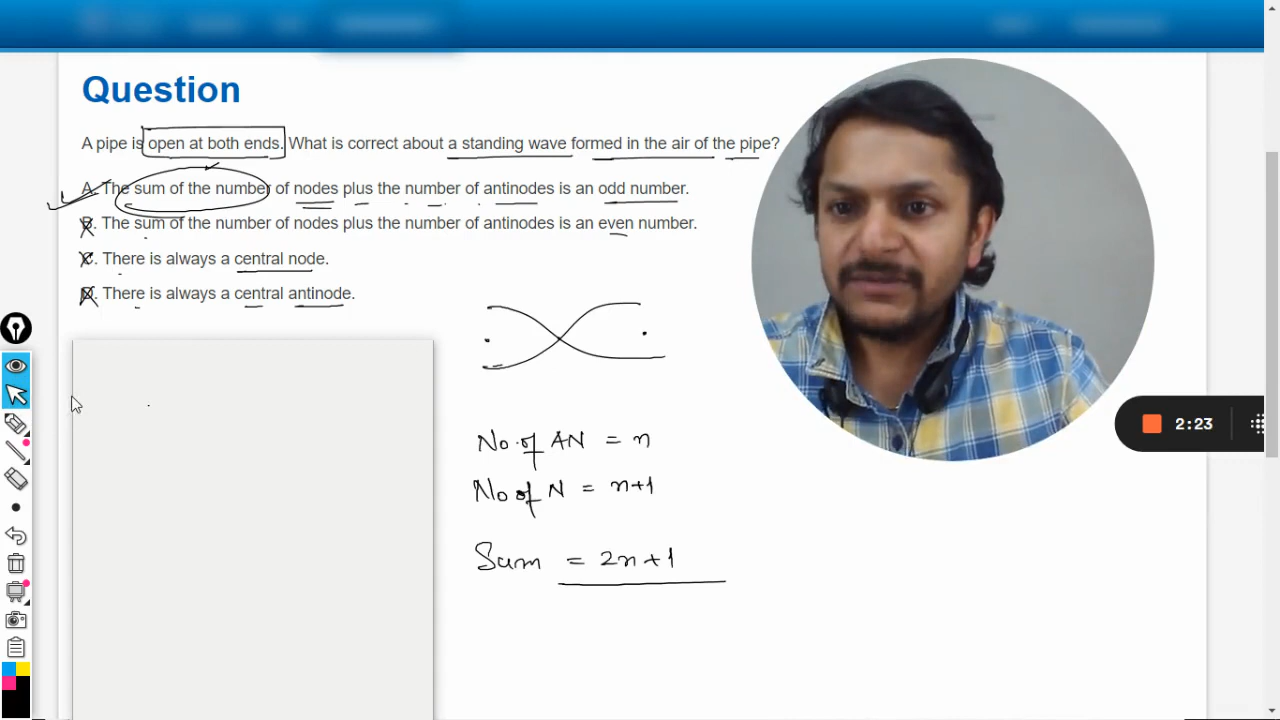 Question
A pipe is open at both ends. What is correct about a standing wave formed in the air of the pipe?
A. The sum of the number of nodes plus the number of antinodes is an odd number.
B. The sum of the number of nodes plus the number of antinodes is an even number.
C. There is always a central node.
D. There is always a central antinode.
No. of AN = n
No of N = n+1
Sum = 2n+1
2:23